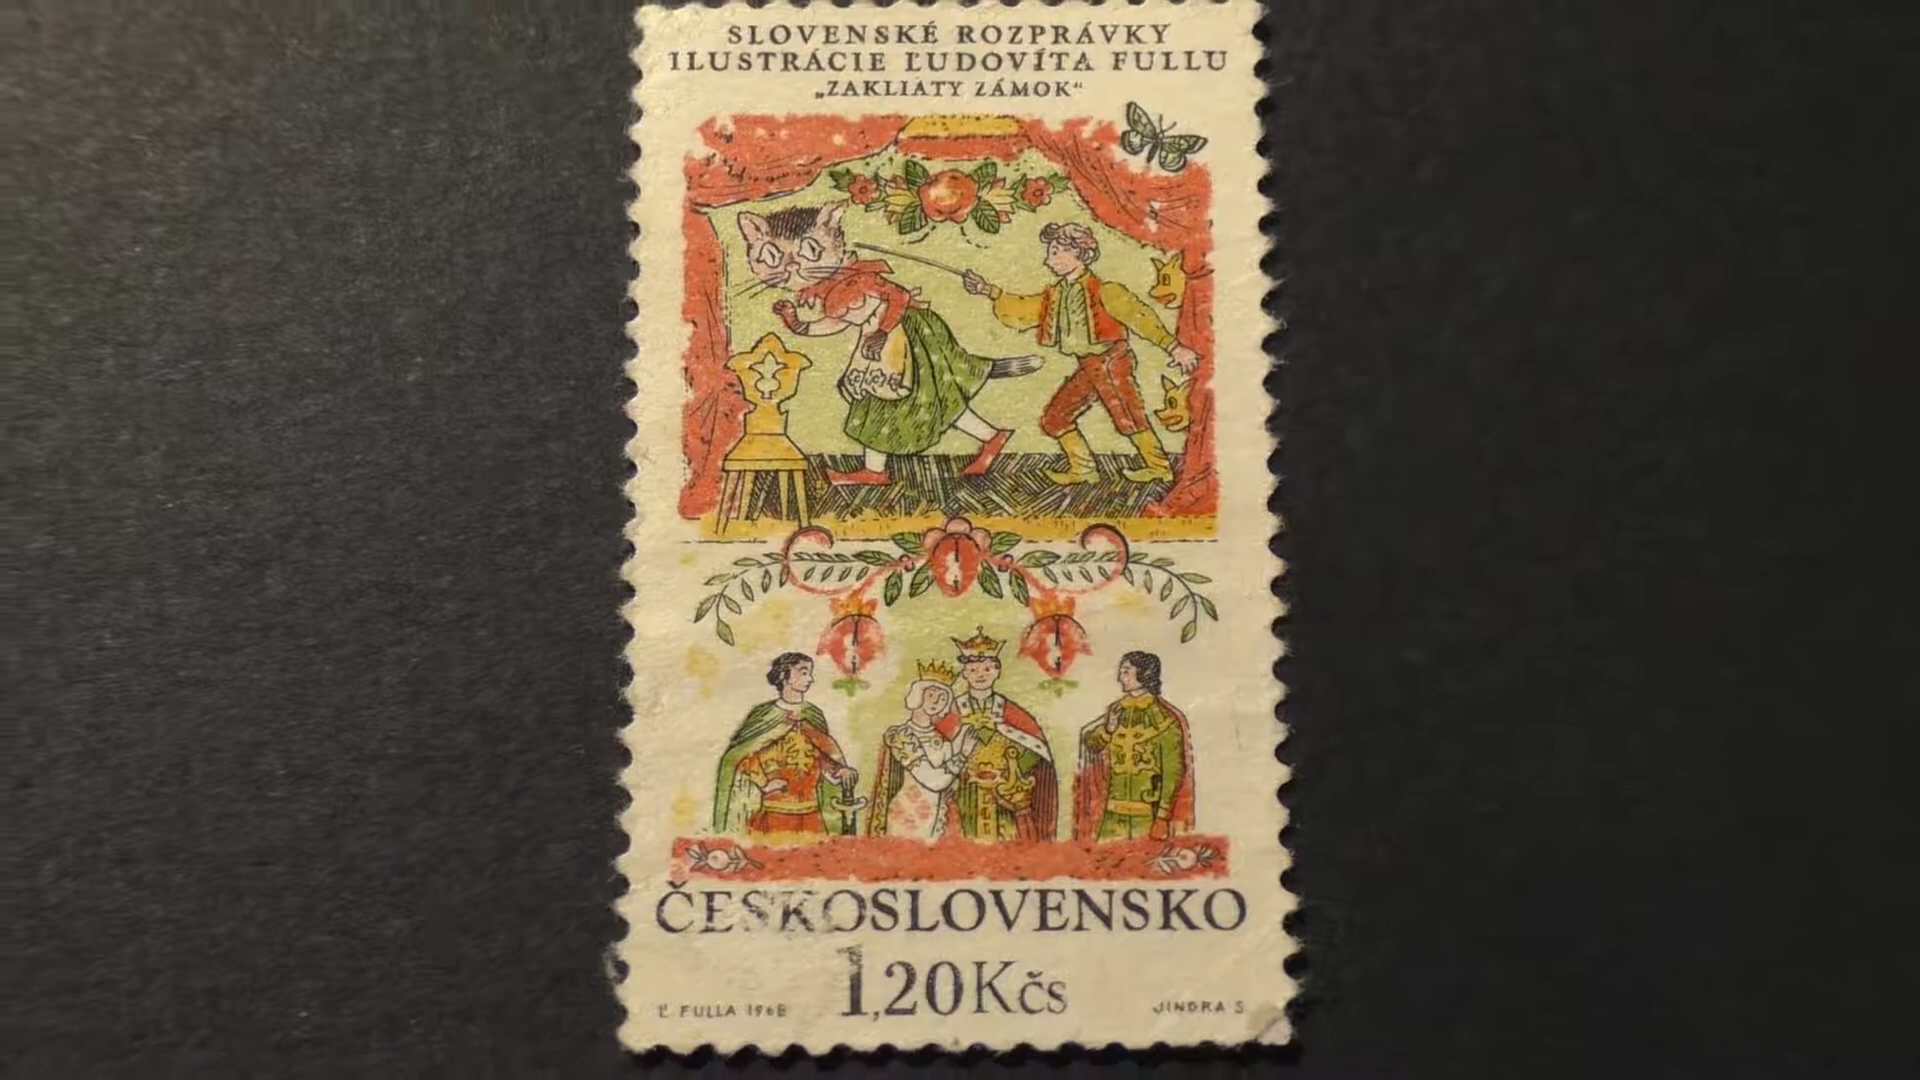 SLOVENSKÉ ROZPRÁVKY
ILUSTRÁCIE ĽUDOVÍTA FULLU
„ZAKLIATY ZÁMOK“
ČESKOSLOVENSKO
1,20Kčs
Ľ. FULLA 1968
JINDRA S.